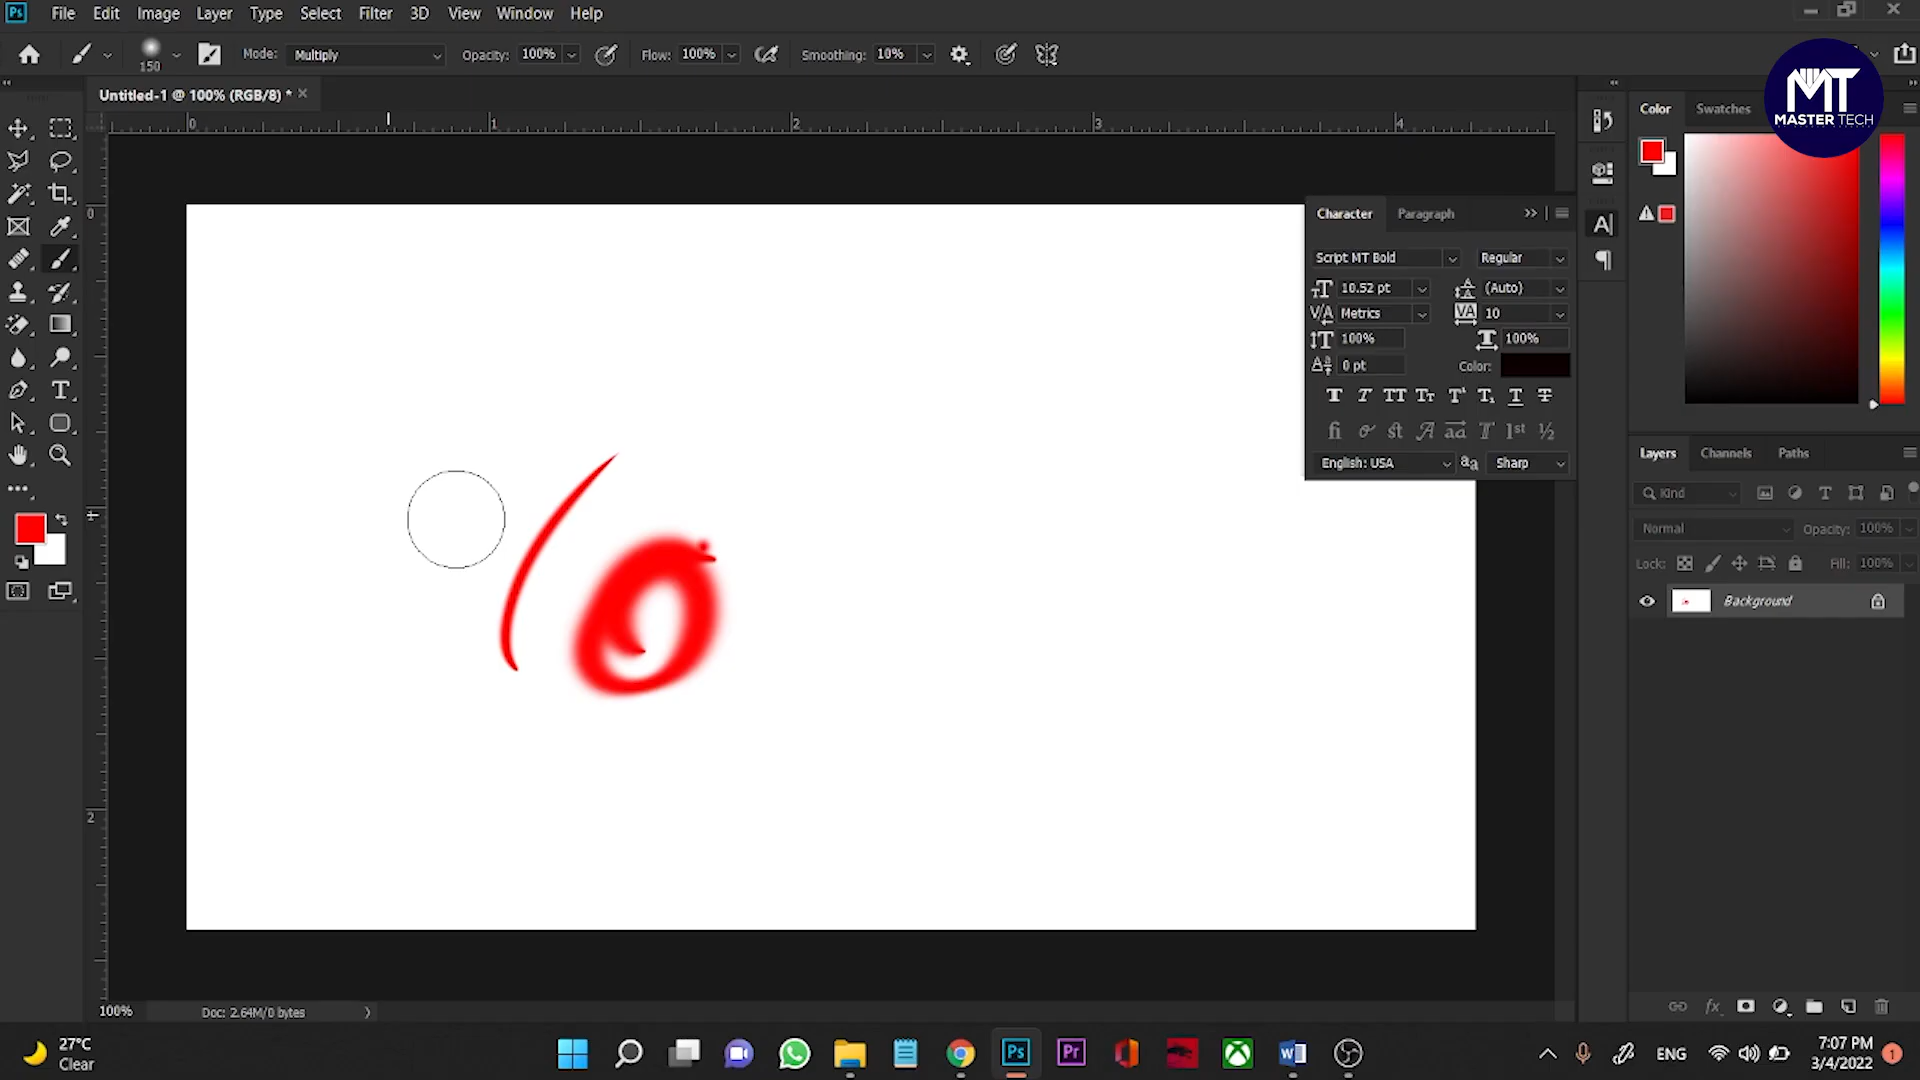 Ps File Edit Image Layer Type Select Filter 3D View Window Help
150 Mode: Multiply Opacity: 100% Flow: 100% Smoothing: 10%
MT
MASTER TECH
Untitled-1 @ 100% (RGB/8) *
Color Swatches
0 1 2 3 4
0
2
Character Paragraph
Script MT Bold Regular
10.52 pt (Auto)
Metrics 10
100% 100%
0 pt Color:
English: USA Sharp
Layers Channels Paths
Kind
Normal Opacity: 100%
Lock: Fill: 100%
Background
100% Doc: 2.64M/0 bytes
27°C
Clear
Ps Pr
ENG
7:07 PM
3/4/2022
1